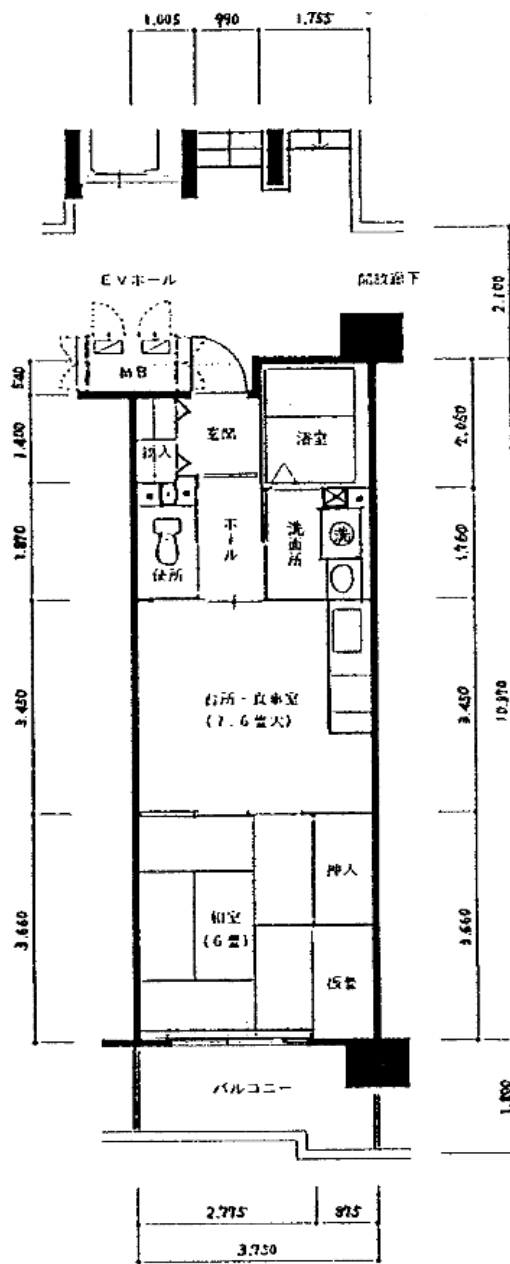 1,005 990 1,755
EVホール 開放廊下
2,100
MB
540
玄関 浴室
1,400
2,060
収入
ホール
洗面所
洗
便所
1,870
1,760
台所・食事室
(7.6畳大)
3,450
3,450
10,970
押入
和室
(6畳)
板畳
3,660
3,660
バルコニー
1,800
2,775 975
3,750